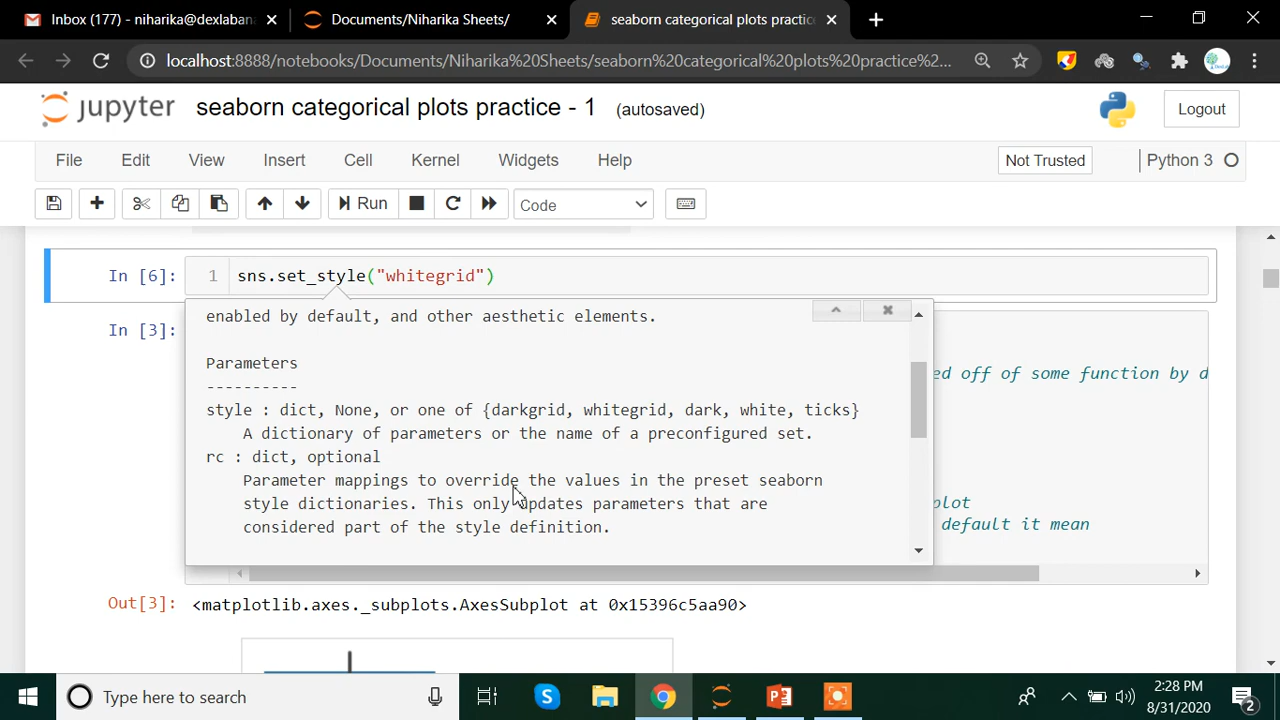 Inbox (177) - niharika@dexlabana
Documents/Niharika Sheets/
seaborn categorical plots practice
localhost:8888/notebooks/Documents/Niharika%20Sheets/seaborn%20categorical%20plots%20practice%2...
jupyter seaborn categorical plots practice - 1 (autosaved)
Logout
File Edit View Insert Cell Kernel Widgets Help
Not Trusted
Python 3
Run
Code
In [6]: 1 sns.set_style("whitegrid")
enabled by default, and other aesthetic elements.
In [3]:
Parameters
----------
ed off of some function by d
style : dict, None, or one of {darkgrid, whitegrid, dark, white, ticks}
A dictionary of parameters or the name of a preconfigured set.
rc : dict, optional
Parameter mappings to override the values in the preset seaborn
style dictionaries. This only updates parameters that are
considered part of the style definition.
plot
default it mean
Out[3]: <matplotlib.axes._subplots.AxesSubplot at 0x15396c5aa90>
Type here to search
2:28 PM
8/31/2020
2